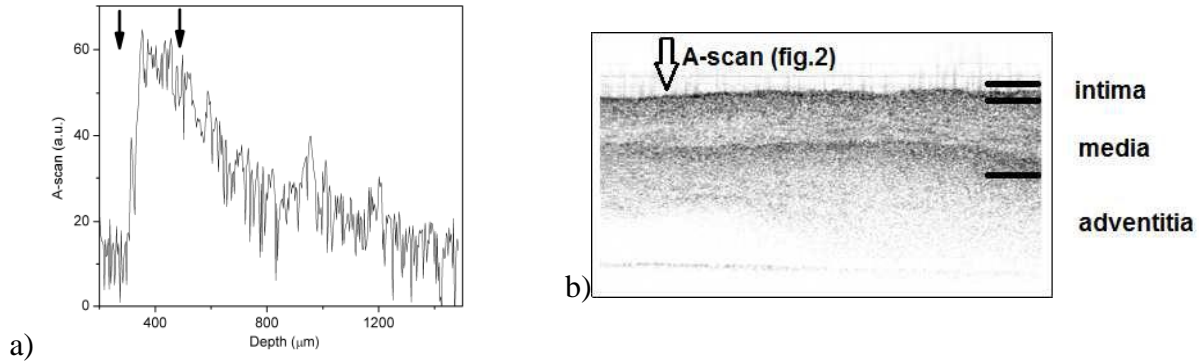 a)
A-scan (a.u.)
60
40
20
0
400
800
1200
Depth (μm)
b)
A-scan (fig.2)
intima
media
adventitia